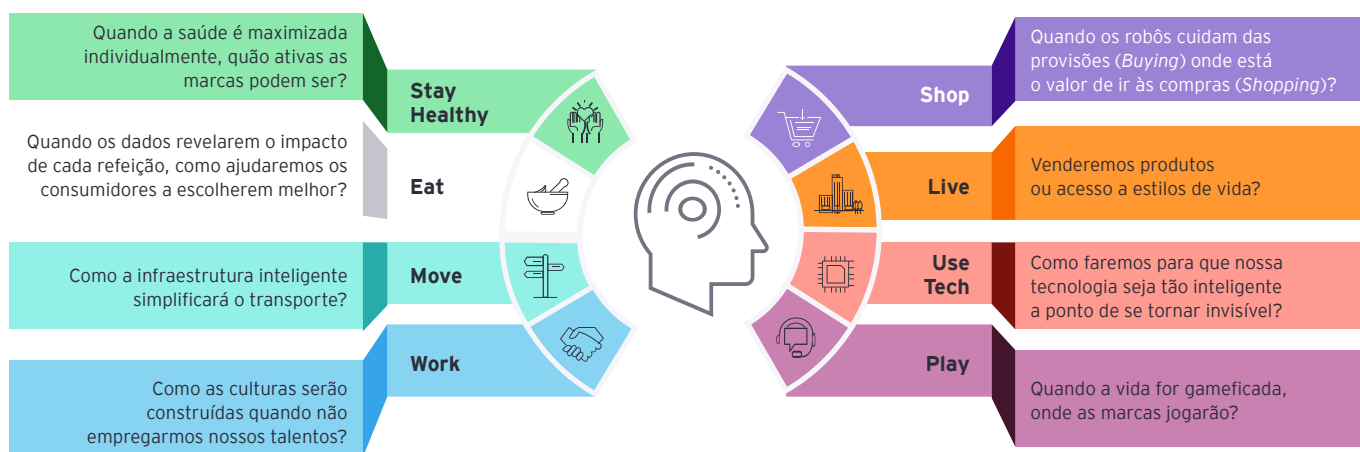 Quando a saúde é maximizada
individualmente, quão ativas as
marcas podem ser?
Stay
Healthy
Quando os dados revelarem o impacto
de cada refeição, como ajudaremos os
consumidores a escolherem melhor?
Eat
Como a infraestrutura inteligente
simplificará o transporte?
Move
Work
Como as culturas serão
construídas quando não
empregarmos nossos talentos?
Shop
Quando os robôs cuidam das
provisões (Buying) onde está
o valor de ir às compras (Shopping)?
Live
Venderemos produtos
ou acesso a estilos de vida?
Use
Tech
Como faremos para que nossa
tecnologia seja tão inteligente
a ponto de se tornar invisível?
Play
Quando a vida for gameficada,
onde as marcas jogarão?